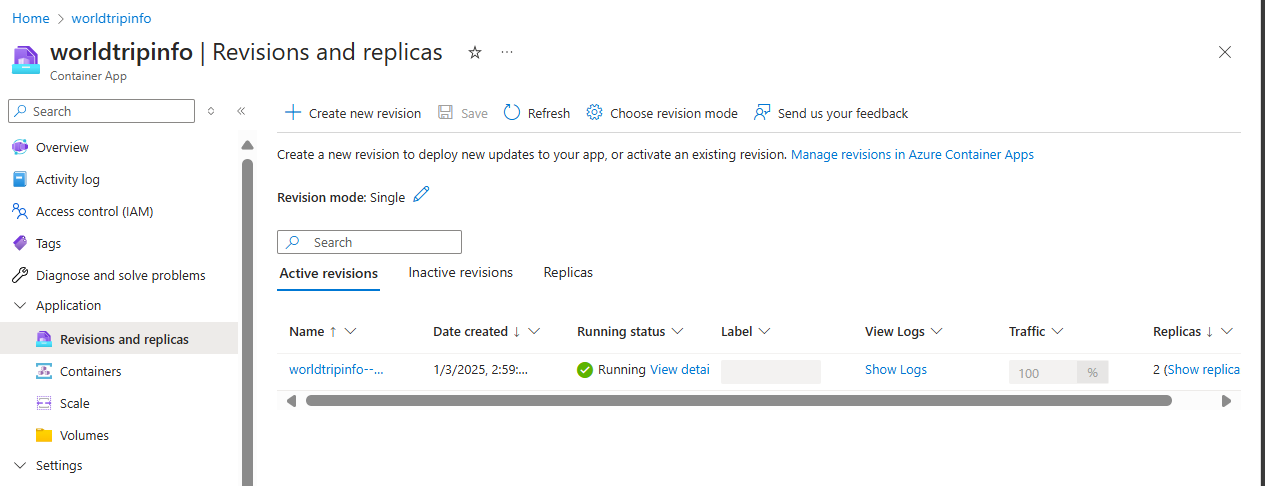 Home > worldtripinfo
worldtripinfo | Revisions and replicas
Container App
Search
Overview
Activity log
Access control (IAM)
Tags
Diagnose and solve problems
Application
Revisions and replicas
Containers
Scale
Volumes
Settings
Create new revision Save Refresh Choose revision mode Send us your feedback
Create a new revision to deploy new updates to your app, or activate an existing revision. Manage revisions in Azure Container Apps
Revision mode: Single
Search
Active revisions Inactive revisions Replicas
Name ↑ Date created ↓ Running status Label View Logs Traffic Replicas ↓
worldtripinfo--... 1/3/2025, 2:59:... Running View detai Show Logs 100 % 2 (Show replica